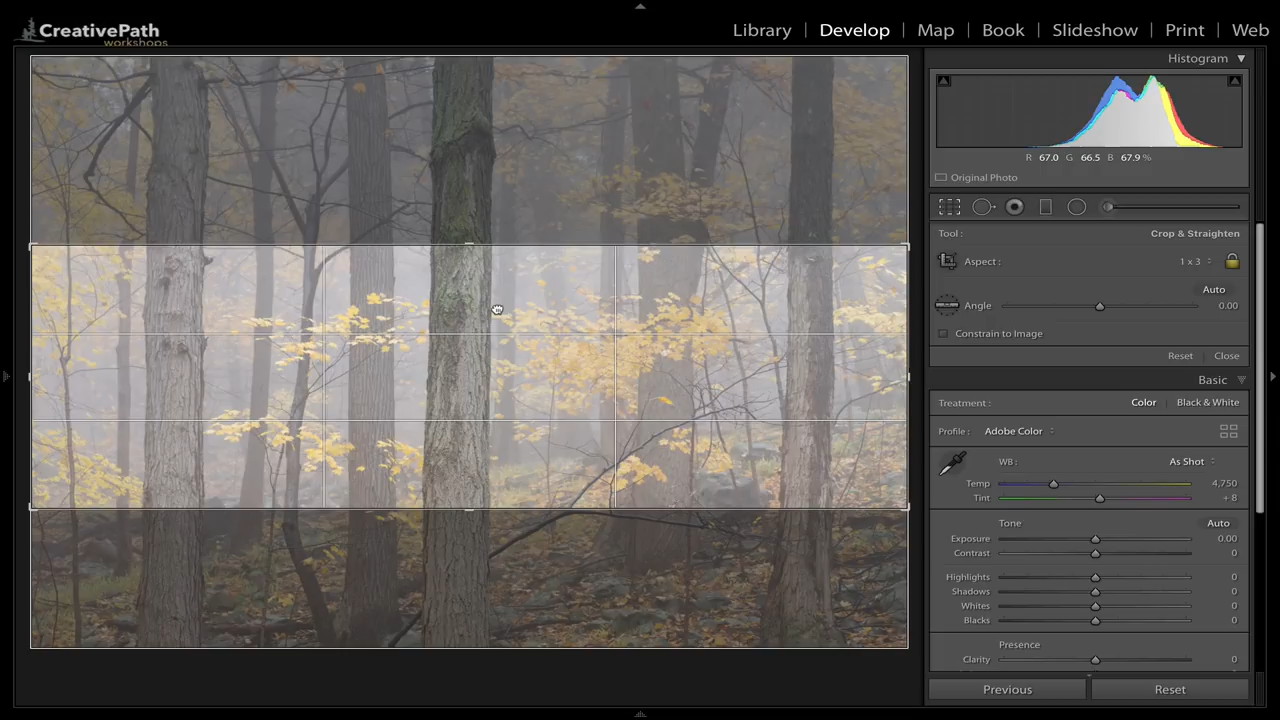 CreativePath
workshops
Library | Develop | Map | Book | Slideshow | Print | Web
Histogram
R 67.0 G 66.5 B 67.9 %
Original Photo
Tool : Crop & Straighten
Aspect : 1 x 3
Auto
Angle 0.00
Constrain to Image
Reset | Close
Basic
Treatment : Color | Black & White
Profile : Adobe Color
WB : As Shot
Temp 4,750
Tint + 8
Tone Auto
Exposure 0.00
Contrast 0
Highlights 0
Shadows 0
Whites 0
Blacks 0
Presence
Clarity 0
Previous Reset